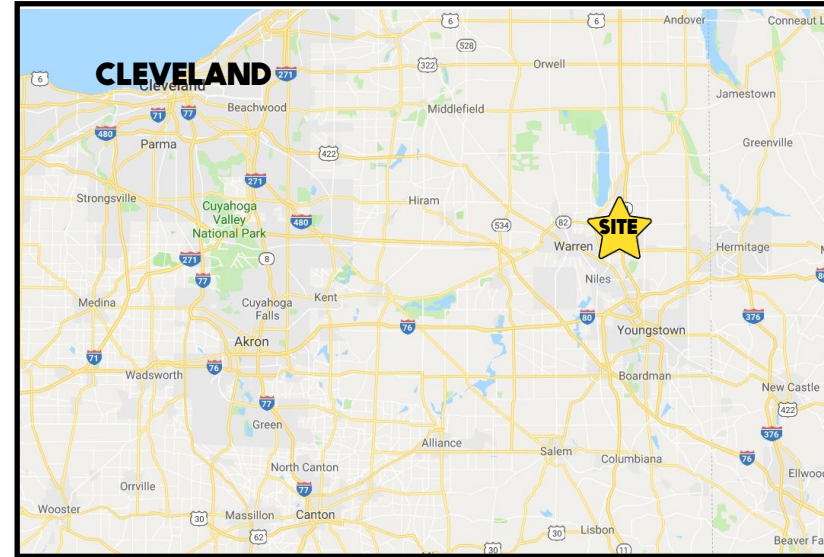 6
6
Andover
Conneaut L
528
CLEVELAND
Cleveland
271
322
Orwell
6
Jamestown
Beachwood
Middlefield
71
77
480
Parma
422
Greenville
271
Strongsville
Cuyahoga
Valley
National Park
Hiram
480
534
82
SITE
Warren
Hermitage
271
8
77
Niles
Medina
Cuyahoga
Falls
Kent
76
80
376
Youngstown
Akron
71
76
Wadsworth
Boardman
77
New Castle
422
Green
376
Alliance
Salem
Columbiana
76
North Canton
Ellwoo
77
Orrville
Wooster
30
Massillon
Canton
62
30
Lisbon
30
11
Beaver Fa